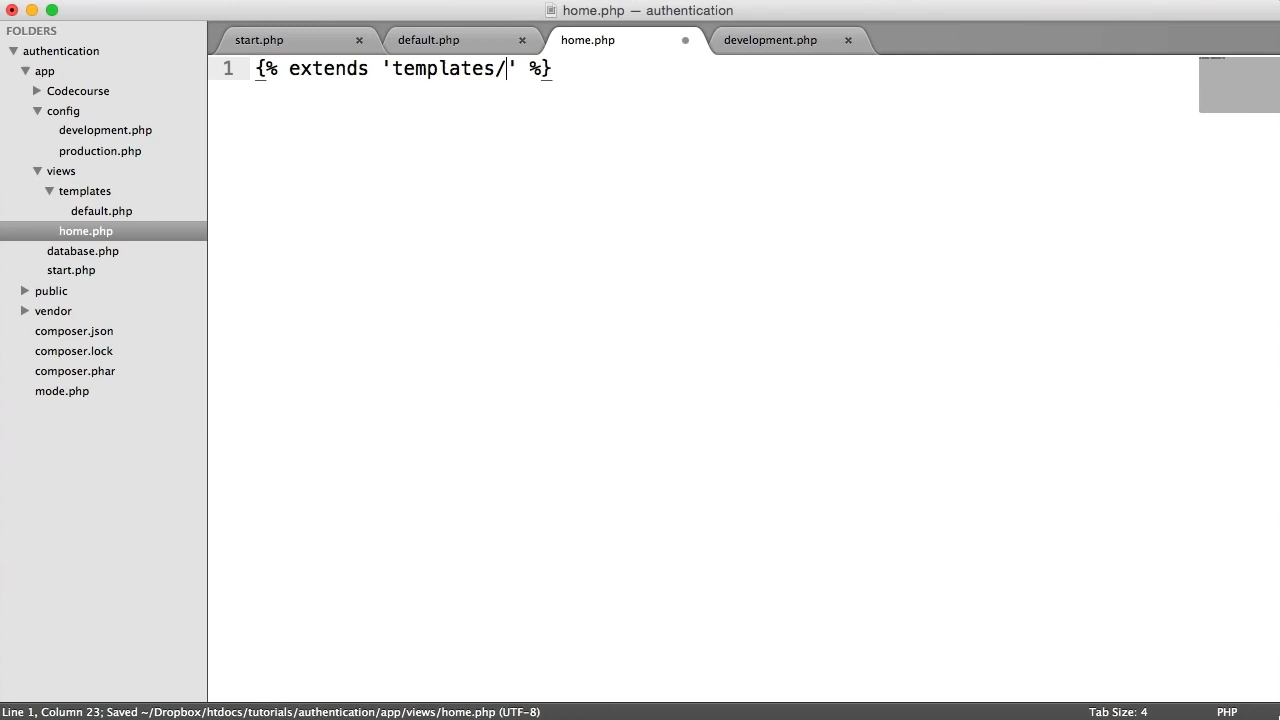 home.php — authentication
FOLDERS
authentication
app
Codecourse
config
development.php
production.php
views
templates
default.php
home.php
database.php
start.php
public
vendor
composer.json
composer.lock
composer.phar
mode.php
start.php × default.php × home.php development.php ×
1 {% extends 'templates/' %}
Line 1, Column 23; Saved ~/Dropbox/htdocs/tutorials/authentication/app/views/home.php (UTF-8) Tab Size: 4 PHP